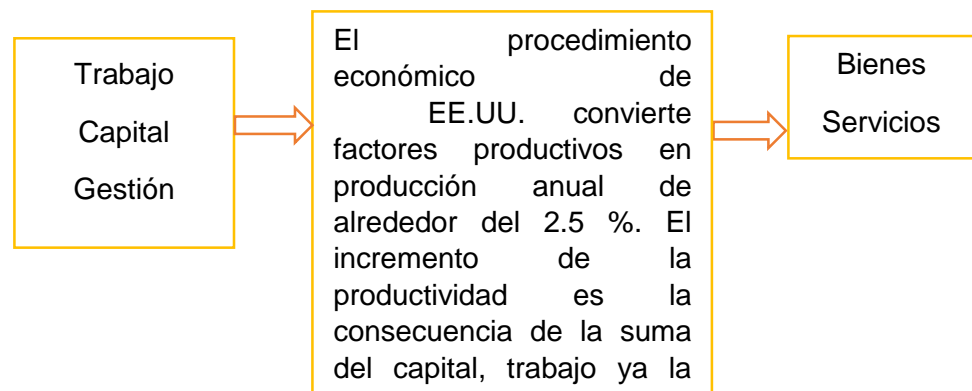 Trabajo
Capital
Gestión
El procedimiento
económico de
EE.UU. convierte
factores productivos en
producción anual de
alrededor del 2.5 %. El
incremento de la
productividad es la
consecuencia de la suma
del capital, trabajo ya la
Bienes
Servicios